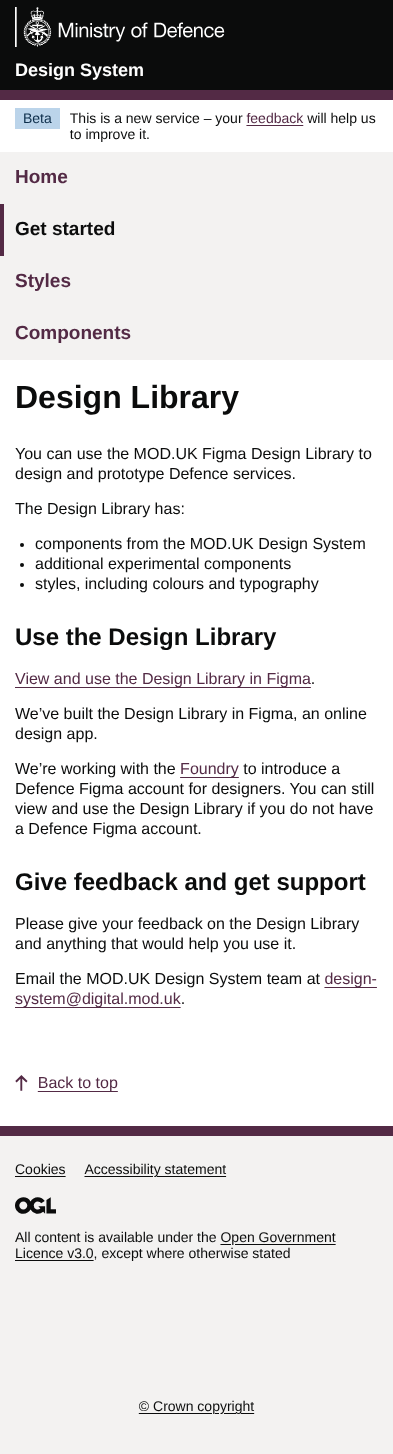 Ministry of Defence
Design System
Beta This is a new service – your feedback will help us
to improve it.
Home
Get started
Styles
Components
Design Library
You can use the MOD.UK Figma Design Library to
design and prototype Defence services.
The Design Library has:
• components from the MOD.UK Design System
• additional experimental components
• styles, including colours and typography
Use the Design Library
View and use the Design Library in Figma.
We’ve built the Design Library in Figma, an online
design app.
We’re working with the Foundry to introduce a
Defence Figma account for designers. You can still
view and use the Design Library if you do not have
a Defence Figma account.
Give feedback and get support
Please give your feedback on the Design Library
and anything that would help you use it.
Email the MOD.UK Design System team at design-
system@digital.mod.uk.
Back to top
Cookies Accessibility statement
OGL
All content is available under the Open Government
Licence v3.0, except where otherwise stated
© Crown copyright